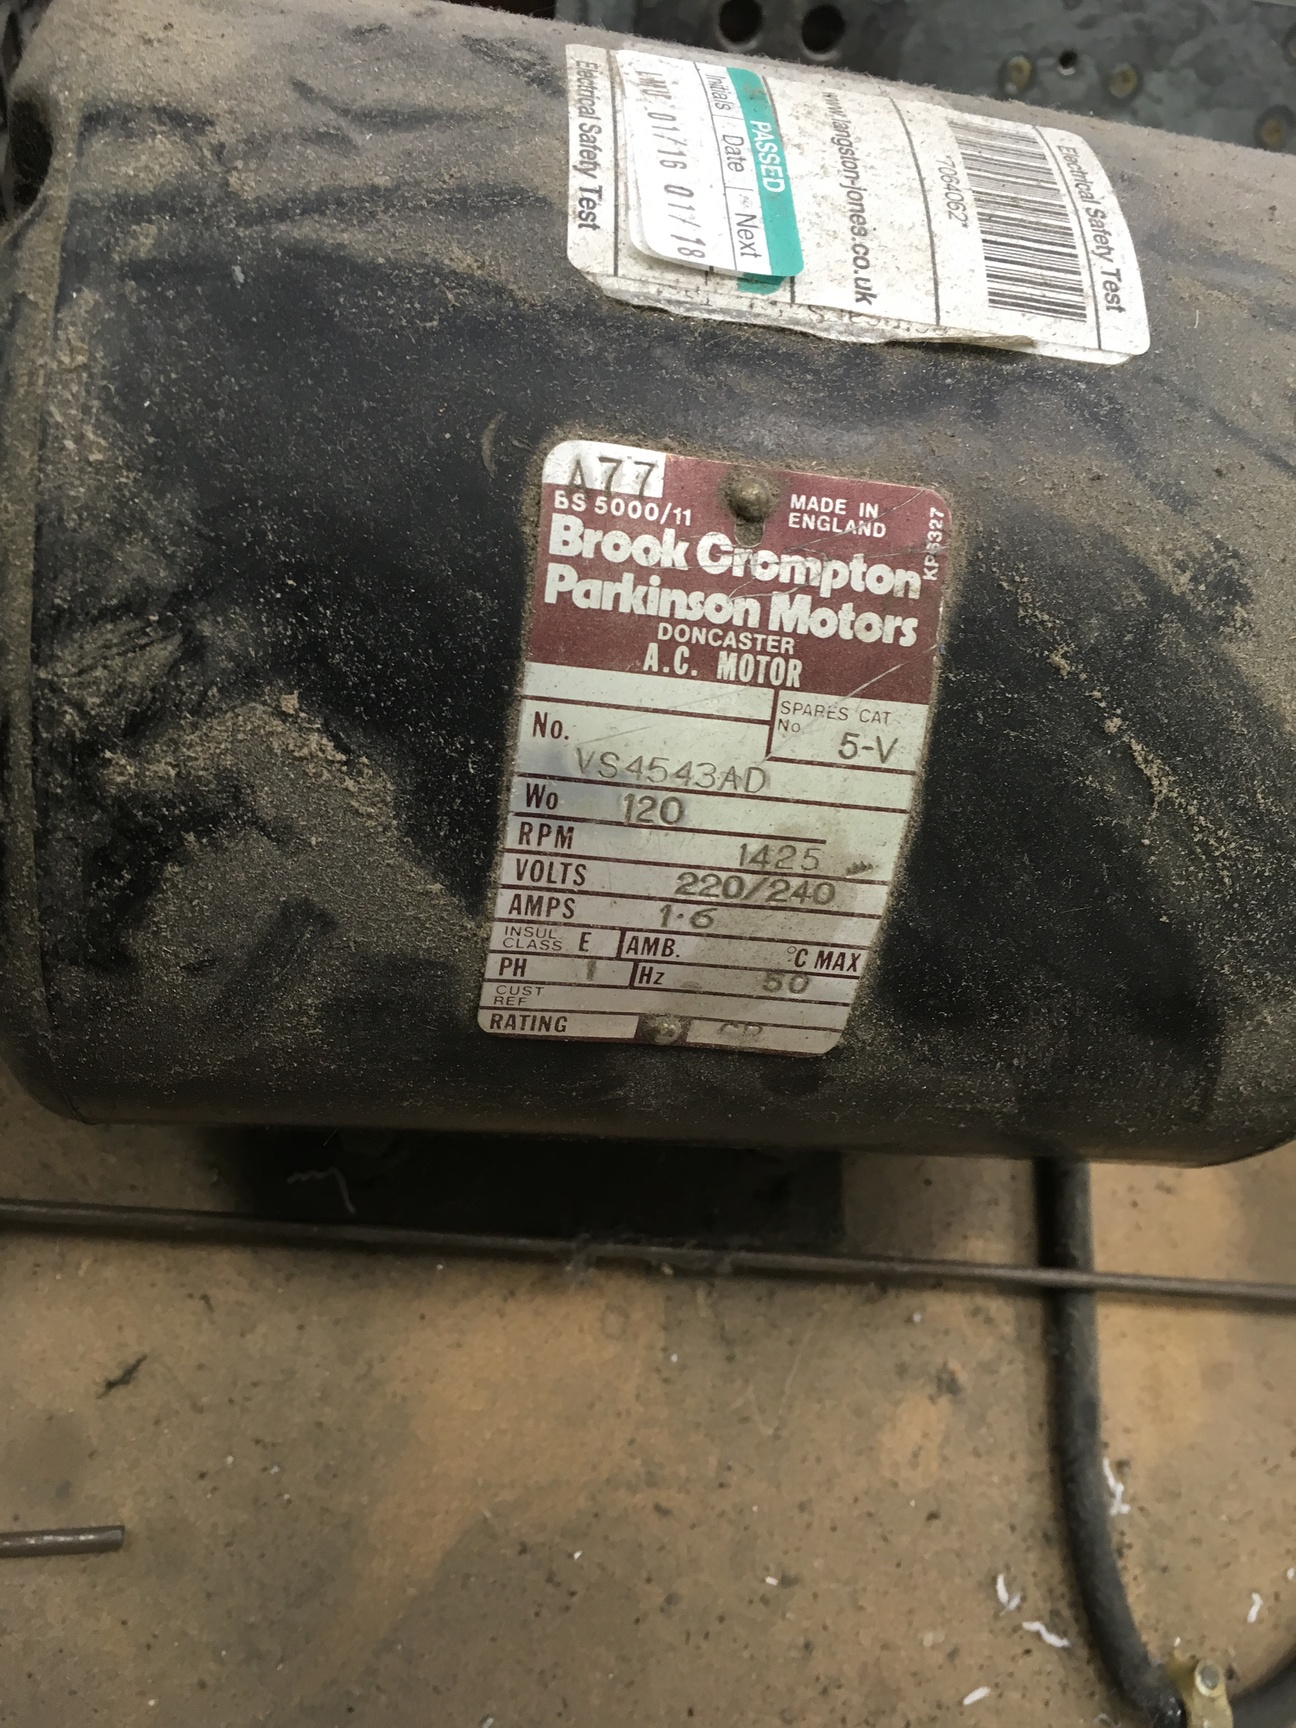 Electrical Safety Test
*7064062*
www.langston-jones.co.uk
PASSED
Initials Date Next
01/16 01/18
Electrical Safety Test
A77
BS 5000/11
MADE IN
ENGLAND
Brook Crompton
Parkinson Motors
DONCASTER
A.C. MOTOR
SPARES CAT
No
5-V
No.
VS4543AD
Wo 120
RPM 1425
VOLTS 220/240
AMPS 1.6
INSUL
CLASS E AMB. °C MAX
PH 1 Hz 50
CUST
REF
RATING